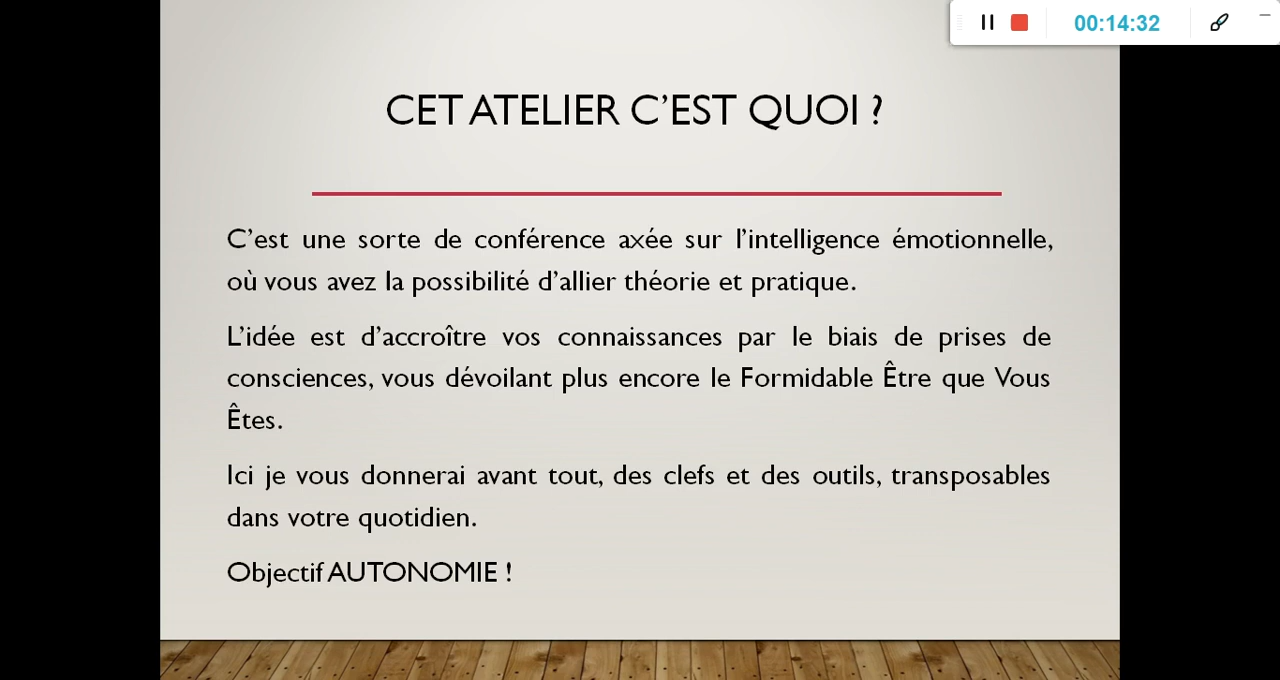 00:14:32
CET ATELIER C’EST QUOI ?
C’est une sorte de conférence axée sur l’intelligence émotionnelle,
où vous avez la possibilité d’allier théorie et pratique.
L’idée est d’accroître vos connaissances par le biais de prises de
consciences, vous dévoilant plus encore le Formidable Être que Vous
Êtes.
Ici je vous donnerai avant tout, des clefs et des outils, transposables
dans votre quotidien.
Objectif AUTONOMIE !